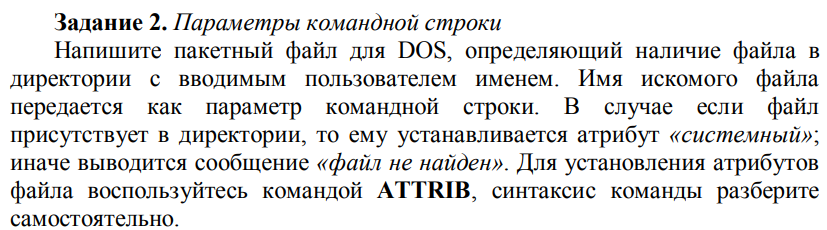 Задание 2. Параметры командной строки
Напишите пакетный файл для DOS, определяющий наличие файла в
директории с вводимым пользователем именем. Имя искомого файла
передается как параметр командной строки. В случае если файл
присутствует в директории, то ему устанавливается атрибут «системный»;
иначе выводится сообщение «файл не найден». Для установления атрибутов
файла воспользуйтесь командой ATTRIB, синтаксис команды разберите
самостоятельно.